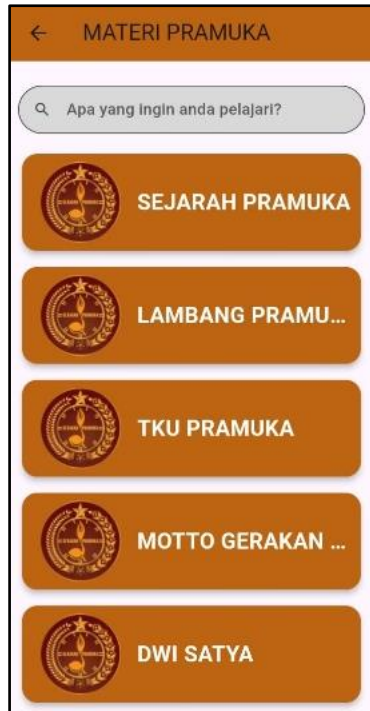 MATERI PRAMUKA
Apa yang ingin anda pelajari?
SEJARAH PRAMUKA
LAMBANG PRAMU...
TKU PRAMUKA
MOTTO GERAKAN ...
DWI SATYA